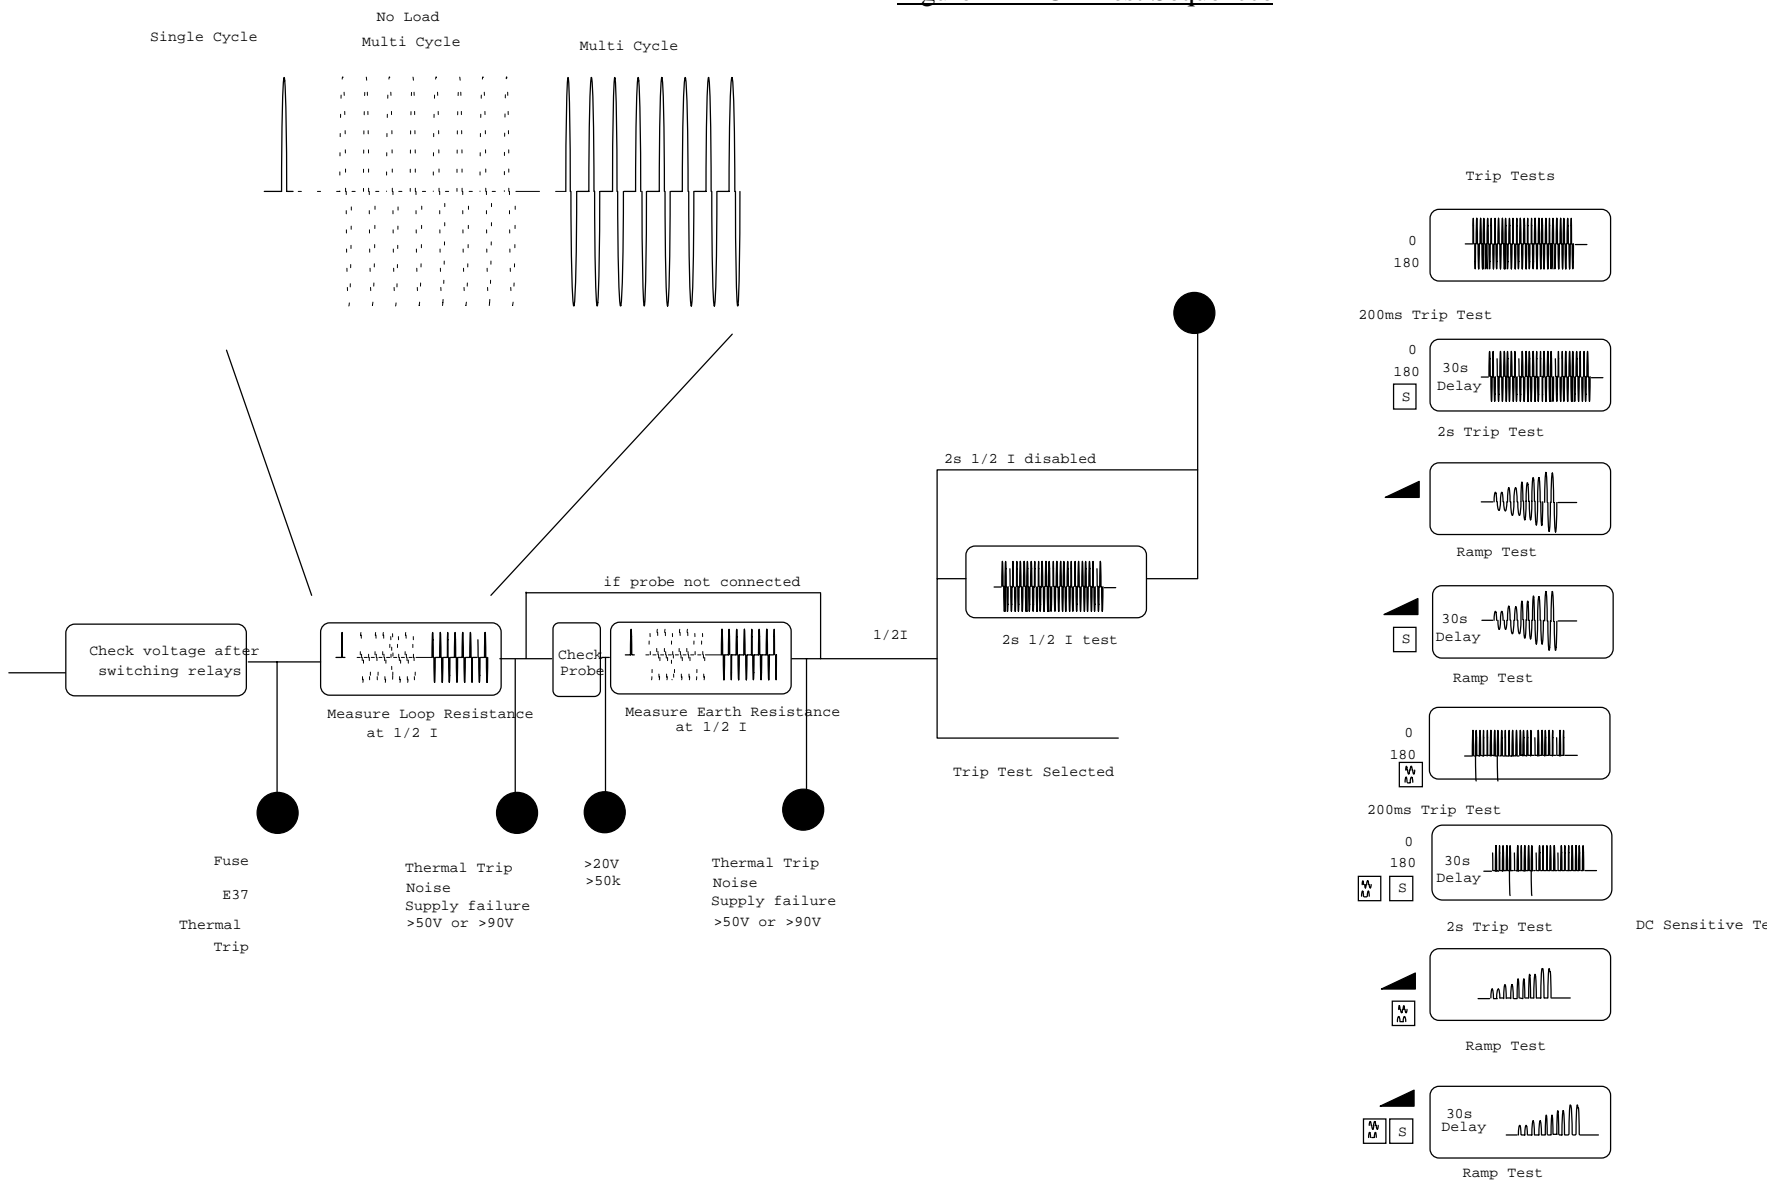 No Load
Single Cycle
Multi Cycle
Multi Cycle
Trip Tests
0
180
200ms Trip Test
0
180
S
30s
Delay
2s Trip Test
Ramp Test
S
30s
Delay
Ramp Test
0
180
200ms Trip Test
0
180
S
30s
Delay
2s Trip Test
DC Sensitive Te
Ramp Test
S
30s
Delay
Ramp Test
2s 1/2 I disabled
2s 1/2 I test
if probe not connected
1/2I
Check voltage after
switching relays
Measure Loop Resistance
at 1/2 I
Check
Probe
Measure Earth Resistance
at 1/2 I
Trip Test Selected
Fuse
E37
Thermal
Trip
Thermal Trip
Noise
Supply failure
>50V or >90V
>20V
>50k
Thermal Trip
Noise
Supply failure
>50V or >90V